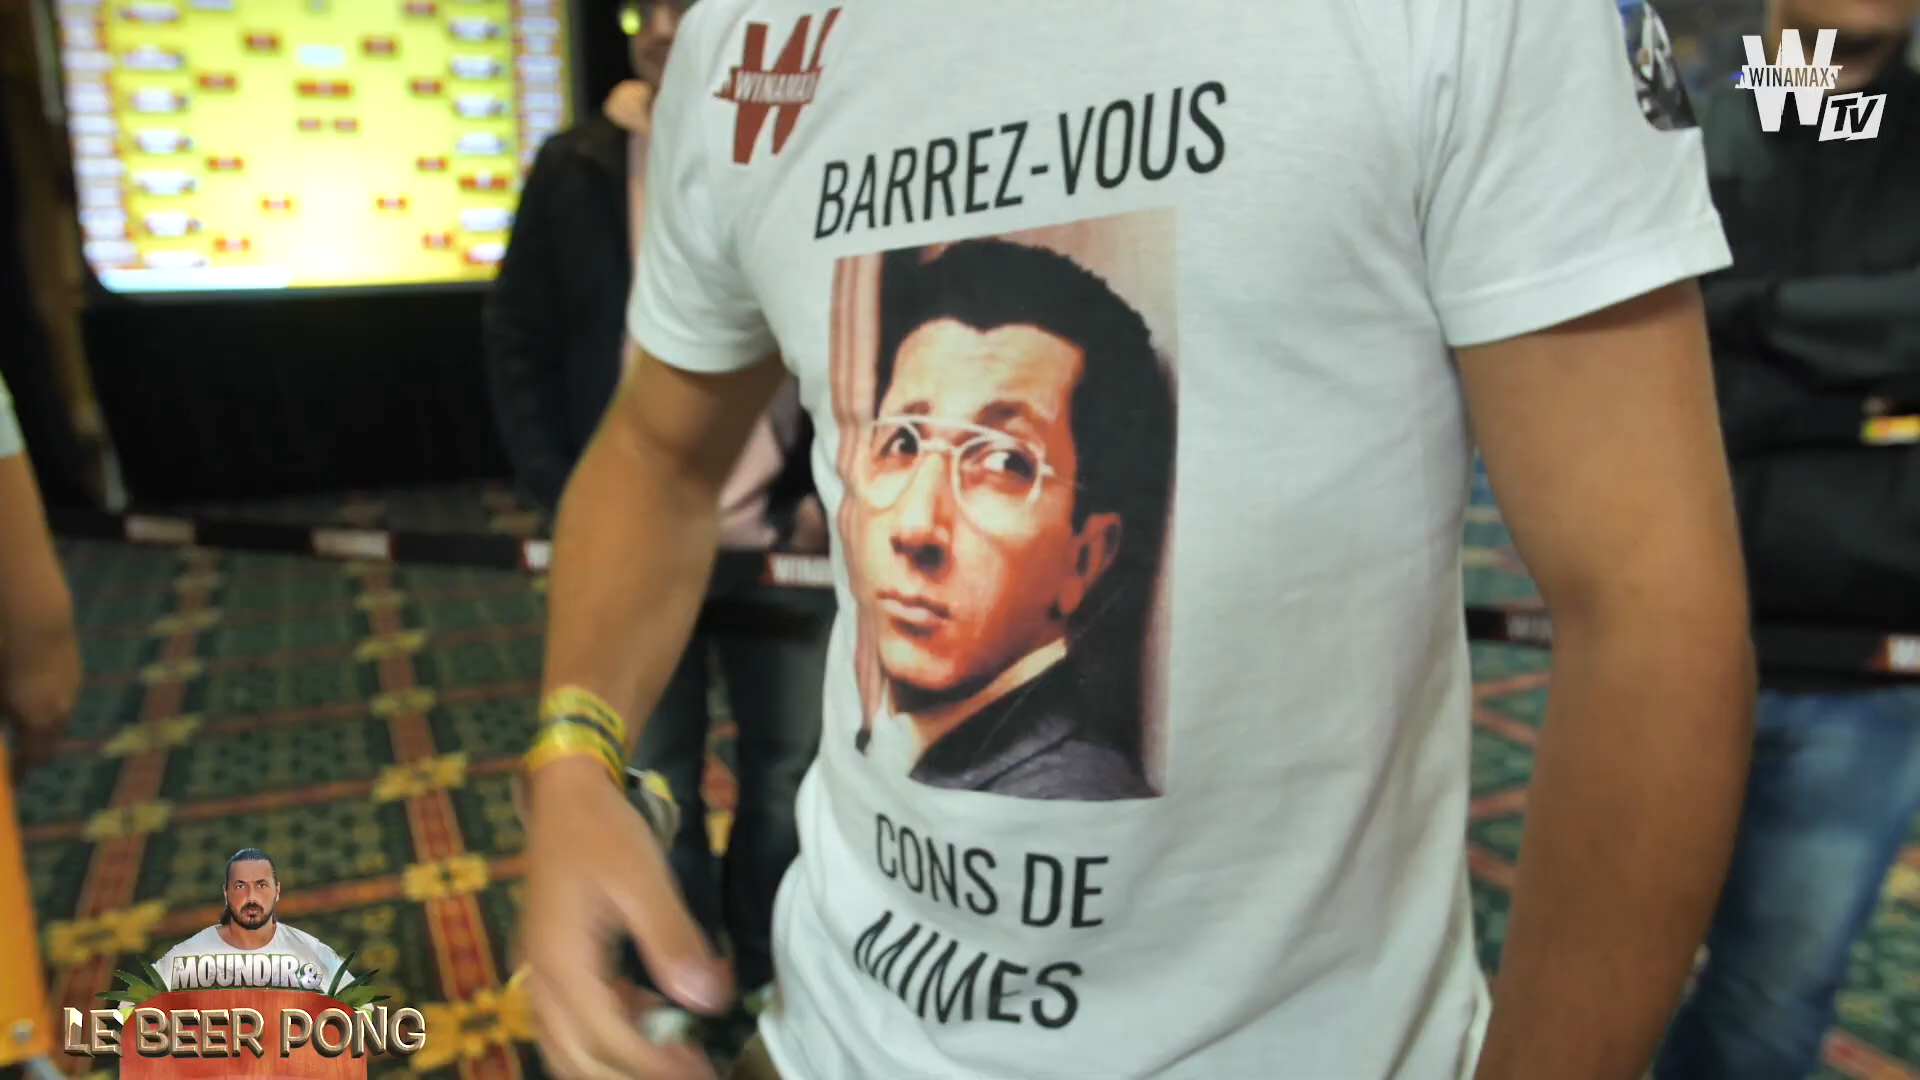 WINAMAX
TV
WINAMAX
BARREZ-VOUS
CONS DE
MIMES
MOUNDIR &
LE BEER PONG